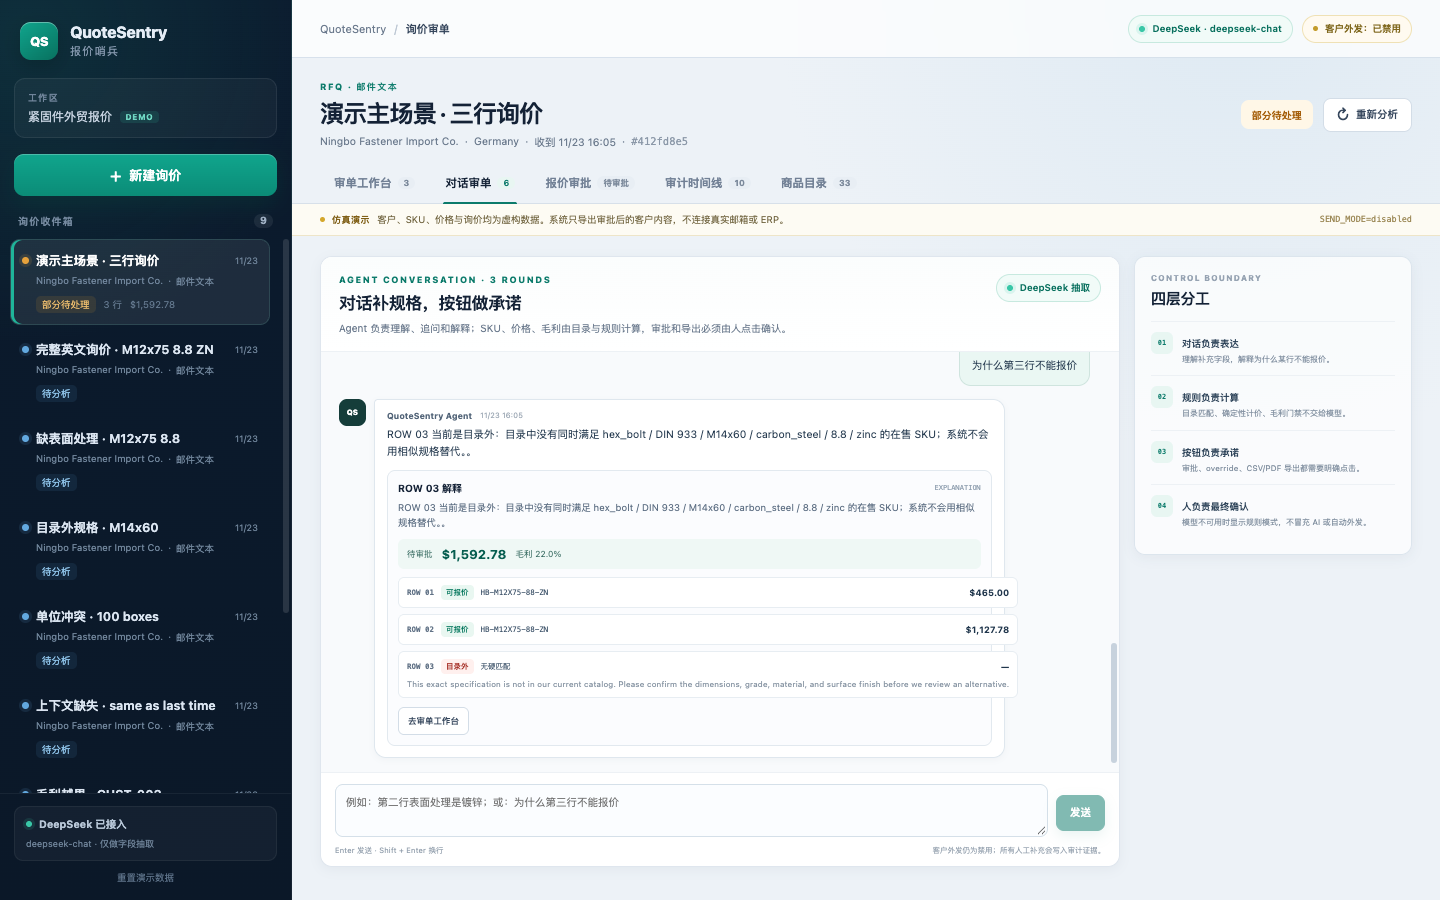 QS
QuoteSentry
报价哨兵
工作区
紧固件外贸报价 DEMO
+ 新建询价
询价收件箱 9
演示主场景 · 三行询价 11/23
Ningbo Fastener Import Co. · 邮件文本
部分待处理 3 行 $1,592.78
完整英文询价 · M12x75 8.8 ZN 11/23
Ningbo Fastener Import Co. · 邮件文本
待分析
缺表面处理 · M12x75 8.8 11/23
Ningbo Fastener Import Co. · 邮件文本
待分析
目录外规格 · M14x60 11/23
Ningbo Fastener Import Co. · 邮件文本
待分析
单位冲突 · 100 boxes 11/23
Ningbo Fastener Import Co. · 邮件文本
待分析
上下文缺失 · same as last time 11/23
Ningbo Fastener Import Co. · 邮件文本
待分析
DeepSeek 已接入
deepseek-chat · 仅做字段抽取
重置演示数据
QuoteSentry / 询价审单
DeepSeek · deepseek-chat
客户外发：已禁用
RFQ · 邮件文本
演示主场景 · 三行询价
Ningbo Fastener Import Co. · Germany · 收到 11/23 16:05 · #412fd8e5
部分待处理
重新分析
审单工作台 3
对话审单 6
报价审批 待审批
审计时间线 10
商品目录 33
仿真演示 客户、SKU、价格与询价均为虚构数据。系统只导出审批后的客户内容，不连接真实邮箱或 ERP。
SEND_MODE=disabled
AGENT CONVERSATION · 3 ROUNDS
对话补规格，按钮做承诺
Agent 负责理解、追问和解释；SKU、价格、毛利由目录与规则计算，审批和导出必须由人点击确认。
DeepSeek 抽取
为什么第三行不能报价
QS
QuoteSentry Agent 11/23 16:05
ROW 03 当前是目录外：目录中没有同时满足 hex_bolt / DIN 933 / M14x60 / carbon_steel / 8.8 / zinc 的在售 SKU；系统不会
用相似规格替代。。
ROW 03 解释 EXPLANATION
ROW 03 当前是目录外：目录中没有同时满足 hex_bolt / DIN 933 / M14x60 / carbon_steel / 8.8 / zinc 的在售 SKU；系统不会用相似
规格替代。。
待审批 $1,592.78 毛利 22.0%
ROW 01 可报价 HB-M12X75-88-ZN $465.00
ROW 02 可报价 HB-M12X75-88-ZN $1,127.78
ROW 03 目录外 无硬匹配 —
This exact specification is not in our current catalog. Please confirm the dimensions, grade, material, and surface finish before we review an alternative.
去审单工作台
例如：第二行表面处理是镀锌；或：为什么第三行不能报价
发送
Enter 发送 · Shift + Enter 换行
客户外发仍为禁用；所有人工补充会写入审计证据。
CONTROL BOUNDARY
四层分工
01 对话负责表达
理解补充字段，解释为什么某行不能报价。
02 规则负责计算
目录匹配、确定性计价、毛利门禁不交给模型。
03 按钮负责承诺
审批、override、CSV/PDF 导出都需要明确点击。
04 人负责最终确认
模型不可用时显示规则模式，不冒充 AI 或自动外发。